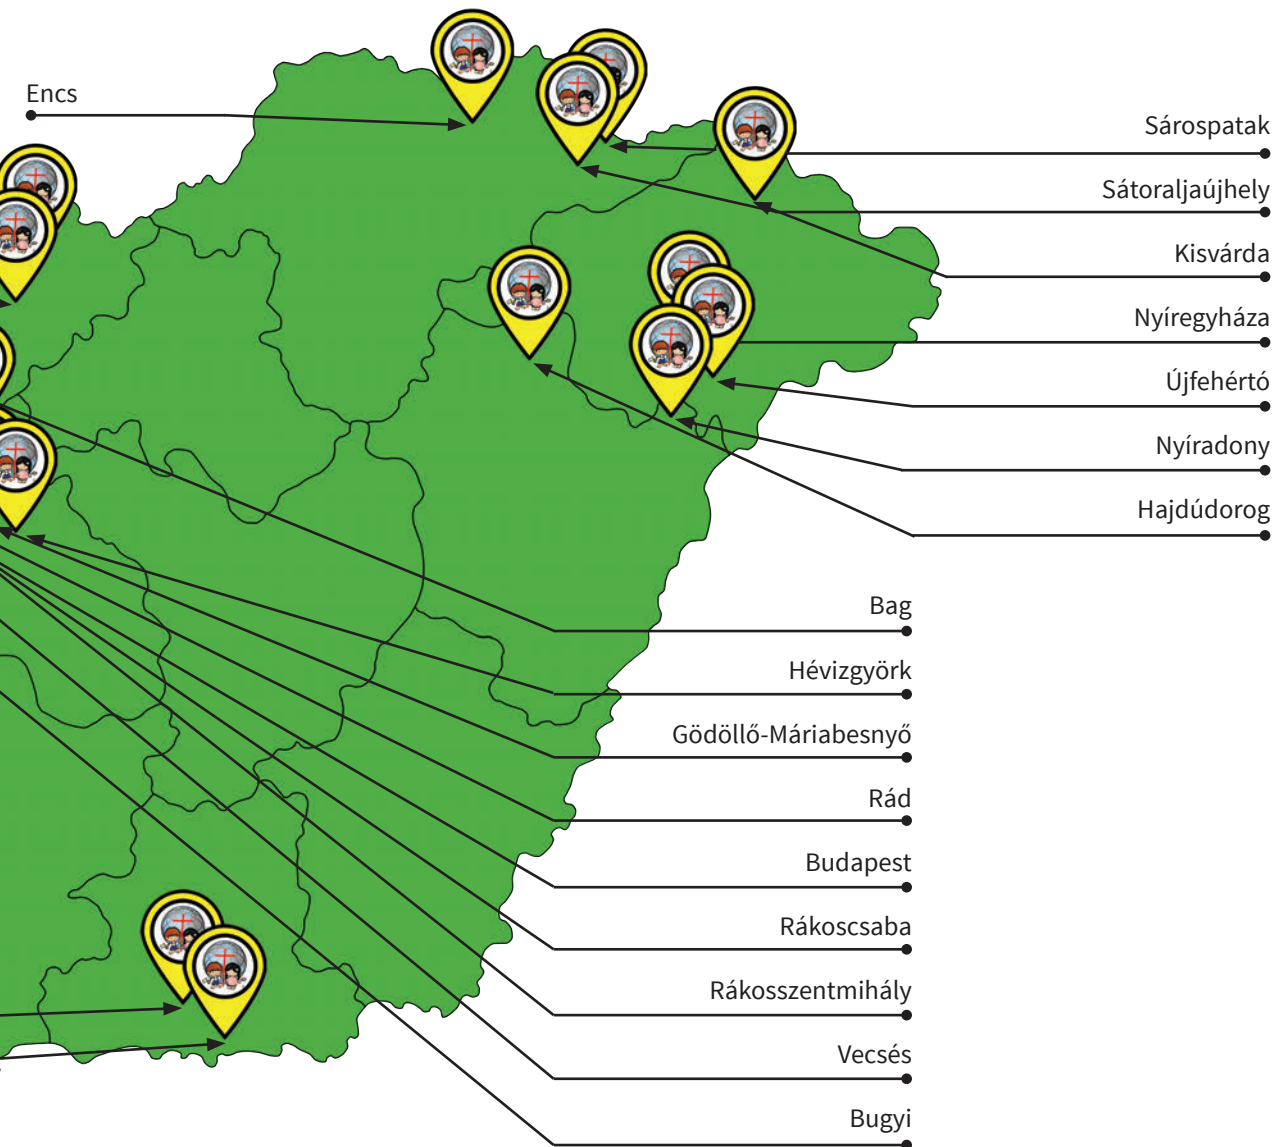 Encs
Sárospatak
Sátoraljaújhely
Kisvárda
Nyíregyháza
Újfehértó
Nyíradony
Hajdúdorog
Bag
Hévizgyörk
Gödöllő-Máriabesnyő
Rád
Budapest
Rákoscsaba
Rákosszentmihály
Vecsés
Bugyi